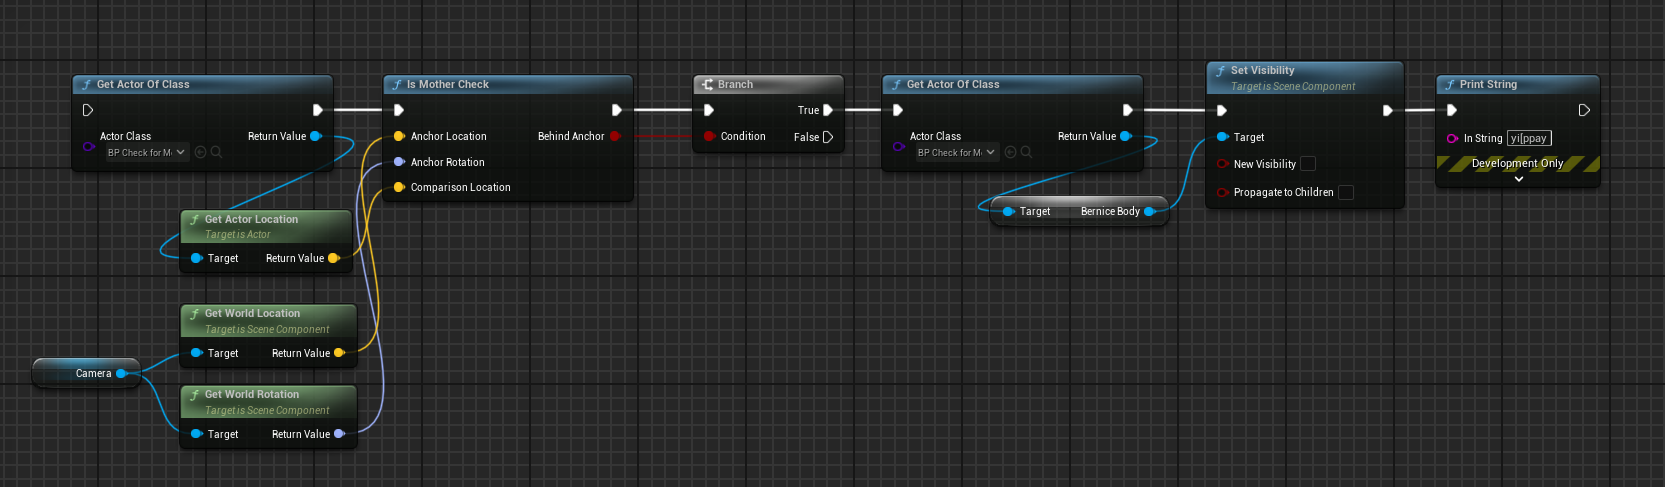 Get Actor Of Class
Actor Class
Return Value
BP Check for M
Get Actor Location
Target is Actor
Target
Return Value
Get World Location
Target is Scene Component
Target
Return Value
Camera
Get World Rotation
Target is Scene Component
Target
Return Value
Is Mother Check
Anchor Location
Behind Anchor
Anchor Rotation
Comparison Location
Branch
True
Condition
False
Get Actor Of Class
Actor Class
Return Value
BP Check for M
Target
Bernice Body
Set Visibility
Target is Scene Component
Target
New Visibility
Propagate to Children
Print String
In String yi[ppay
Development Only